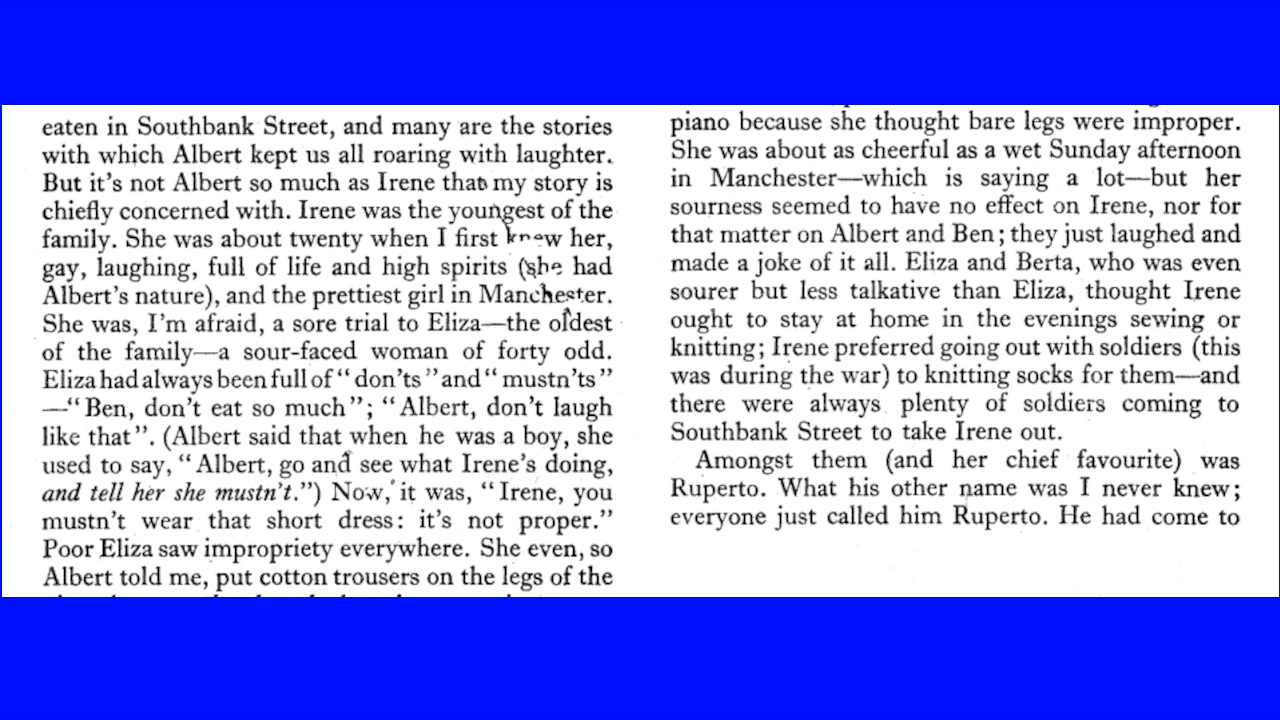 eaten in Southbank Street, and many are the stories
with which Albert kept us all roaring with laughter.
But it's not Albert so much as Irene that my story is
chiefly concerned with. Irene was the youngest of the
family. She was about twenty when I first knew her,
gay, laughing, full of life and high spirits (she had
Albert's nature), and the prettiest girl in Manchester.
She was, I'm afraid, a sore trial to Eliza—the oldest
of the family—a sour-faced woman of forty odd.
Eliza had always been full of “don'ts” and “mustn'ts”
—“Ben, don't eat so much”; “Albert, don't laugh
like that”. (Albert said that when he was a boy, she
used to say, “Albert, go and see what Irene's doing,
and tell her she mustn't.”) Now, it was, “Irene, you
mustn't wear that short dress: it's not proper.”
Poor Eliza saw impropriety everywhere. She even, so
Albert told me, put cotton trousers on the legs of the
piano because she thought bare legs were improper.
She was about as cheerful as a wet Sunday afternoon
in Manchester—which is saying a lot—but her
sourness seemed to have no effect on Irene, nor for
that matter on Albert and Ben; they just laughed and
made a joke of it all. Eliza and Berta, who was even
sourer but less talkative than Eliza, thought Irene
ought to stay at home in the evenings sewing or
knitting; Irene preferred going out with soldiers (this
was during the war) to knitting socks for them—and
there were always plenty of soldiers coming to
Southbank Street to take Irene out.
Amongst them (and her chief favourite) was
Ruperto. What his other name was I never knew;
everyone just called him Ruperto. He had come to